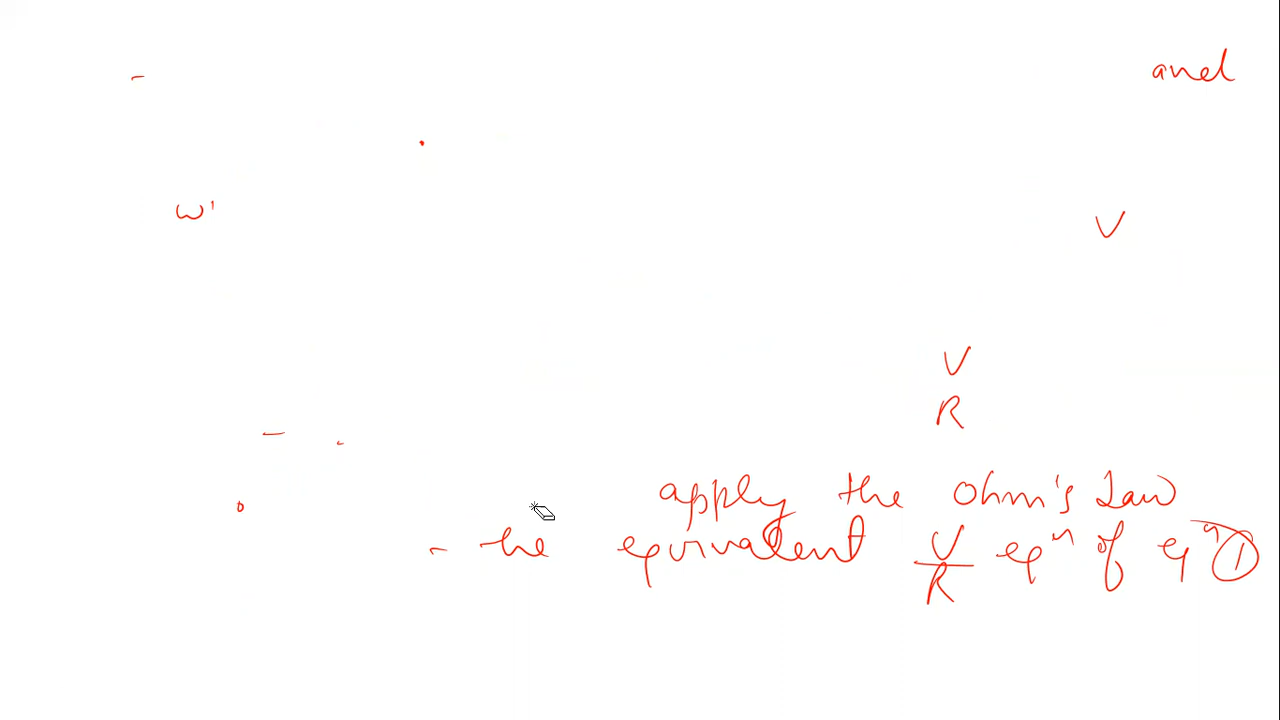 and
w'
V
V
R
apply the ohm's Law
the equivalent V/R eqⁿ of eqⁿ ①